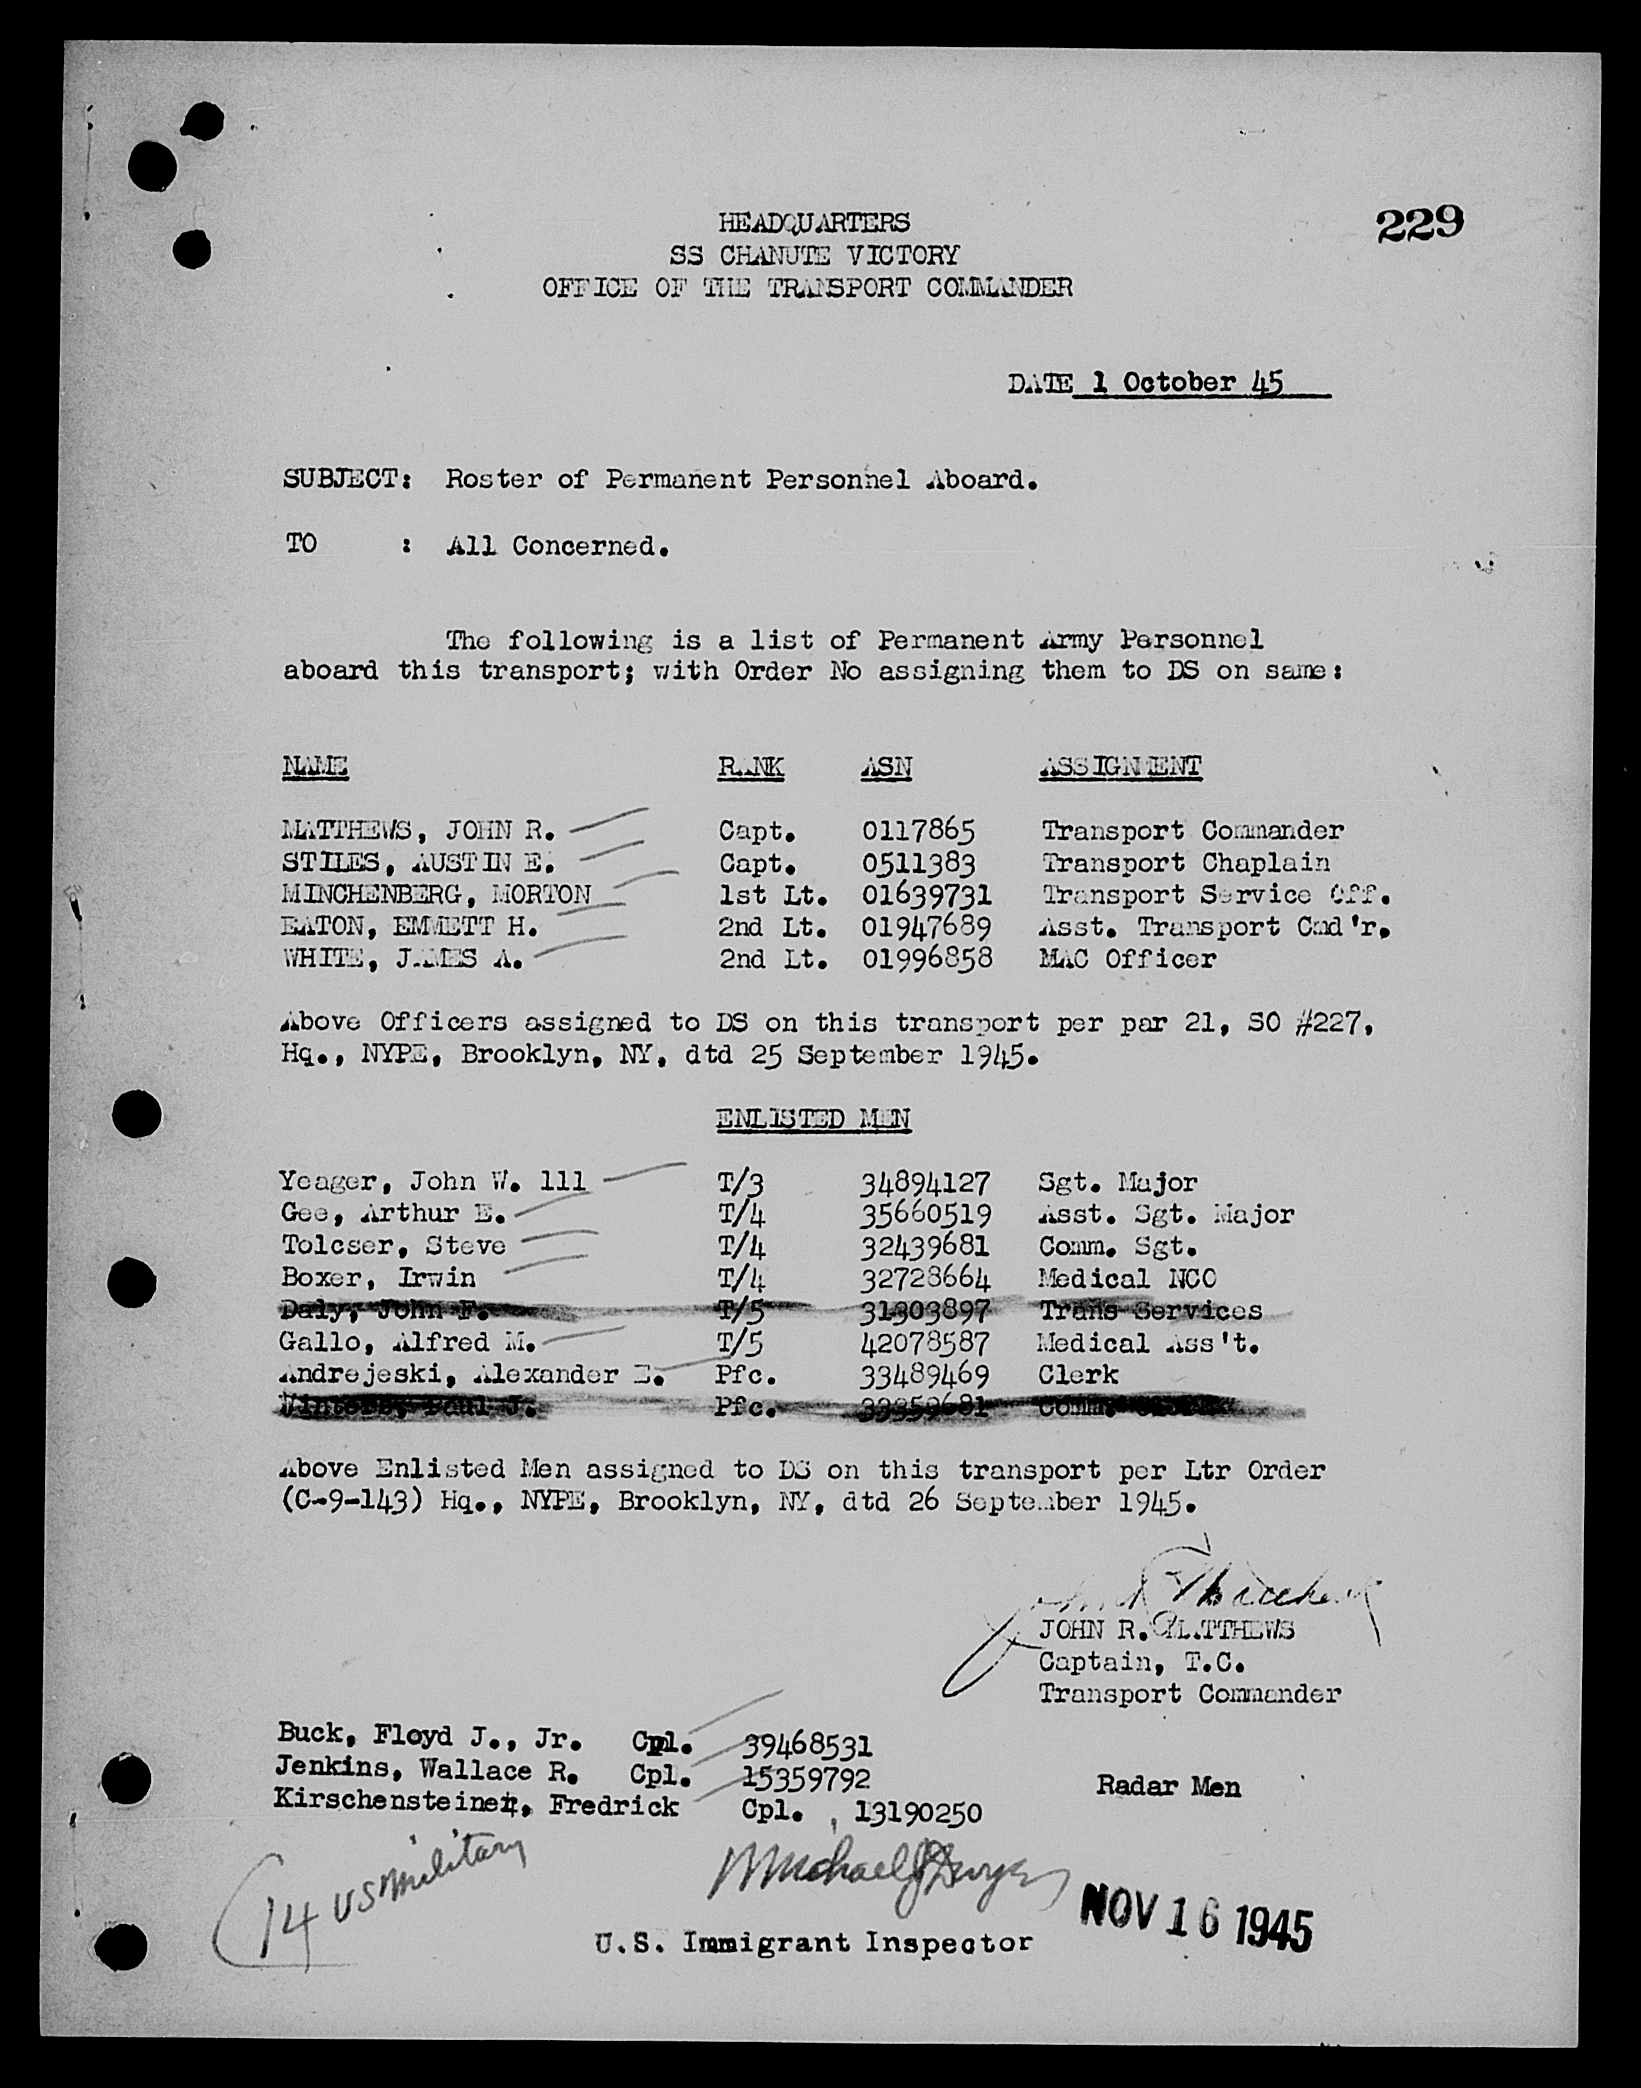 229
HEADQUARTERS
SS CHANUTE VICTORY
OFFICE OF THE TRANSPORT COMMANDER
DATE 1 October 45
SUBJECT: Roster of Permanent Personnel Aboard.
TO : All Concerned.
The following is a list of Permanent Army Personnel
aboard this transport; with Order No assigning them to DS on same:
NAME RANK ASN ASSIGNMENT
MATTHEWS, JOHN R. Capt. 0117865 Transport Commander
STILES, AUSTIN E. Capt. 0511383 Transport Chaplain
MINCHENBERG, MORTON 1st Lt. 01639731 Transport Service Off.
EATON, EMMETT H. 2nd Lt. 01947689 Asst. Transport Cmd'r.
WHITE, JAMES A. 2nd Lt. 01996858 MAC Officer
Above Officers assigned to DS on this transport per par 21, SO #227,
Hq., NYPE, Brooklyn, NY, dtd 25 September 1945.
ENLISTED MEN
Yeager, John W. 111 T/3 34894127 Sgt. Major
Gee, Arthur E. T/4 35660519 Asst. Sgt. Major
Tolcser, Steve T/4 32439681 Comm. Sgt.
Boxer, Irwin T/4 32728664 Medical NCO
Daly, John F. T/5 31303897 Trans Services
Gallo, Alfred M. T/5 42078587 Medical Ass't.
Andrejeski, Alexander E. Pfc. 33489469 Clerk
Winters, Paul J. Pfc. 39359681 Comm.
Above Enlisted Men assigned to DS on this transport per Ltr Order
(C-9-143) Hq., NYPE, Brooklyn, NY, dtd 26 September 1945.
John R Matthews
JOHN R. MATTHEWS
Captain, T.C.
Transport Commander
Buck, Floyd J., Jr. Cpl. 39468531
Jenkins, Wallace R. Cpl. 15359792
Radar Men
Kirschensteiner, Fredrick Cpl. 13190250
14 US Military
Michael J Dwyer
NOV 16 1945
U.S. Immigrant Inspector